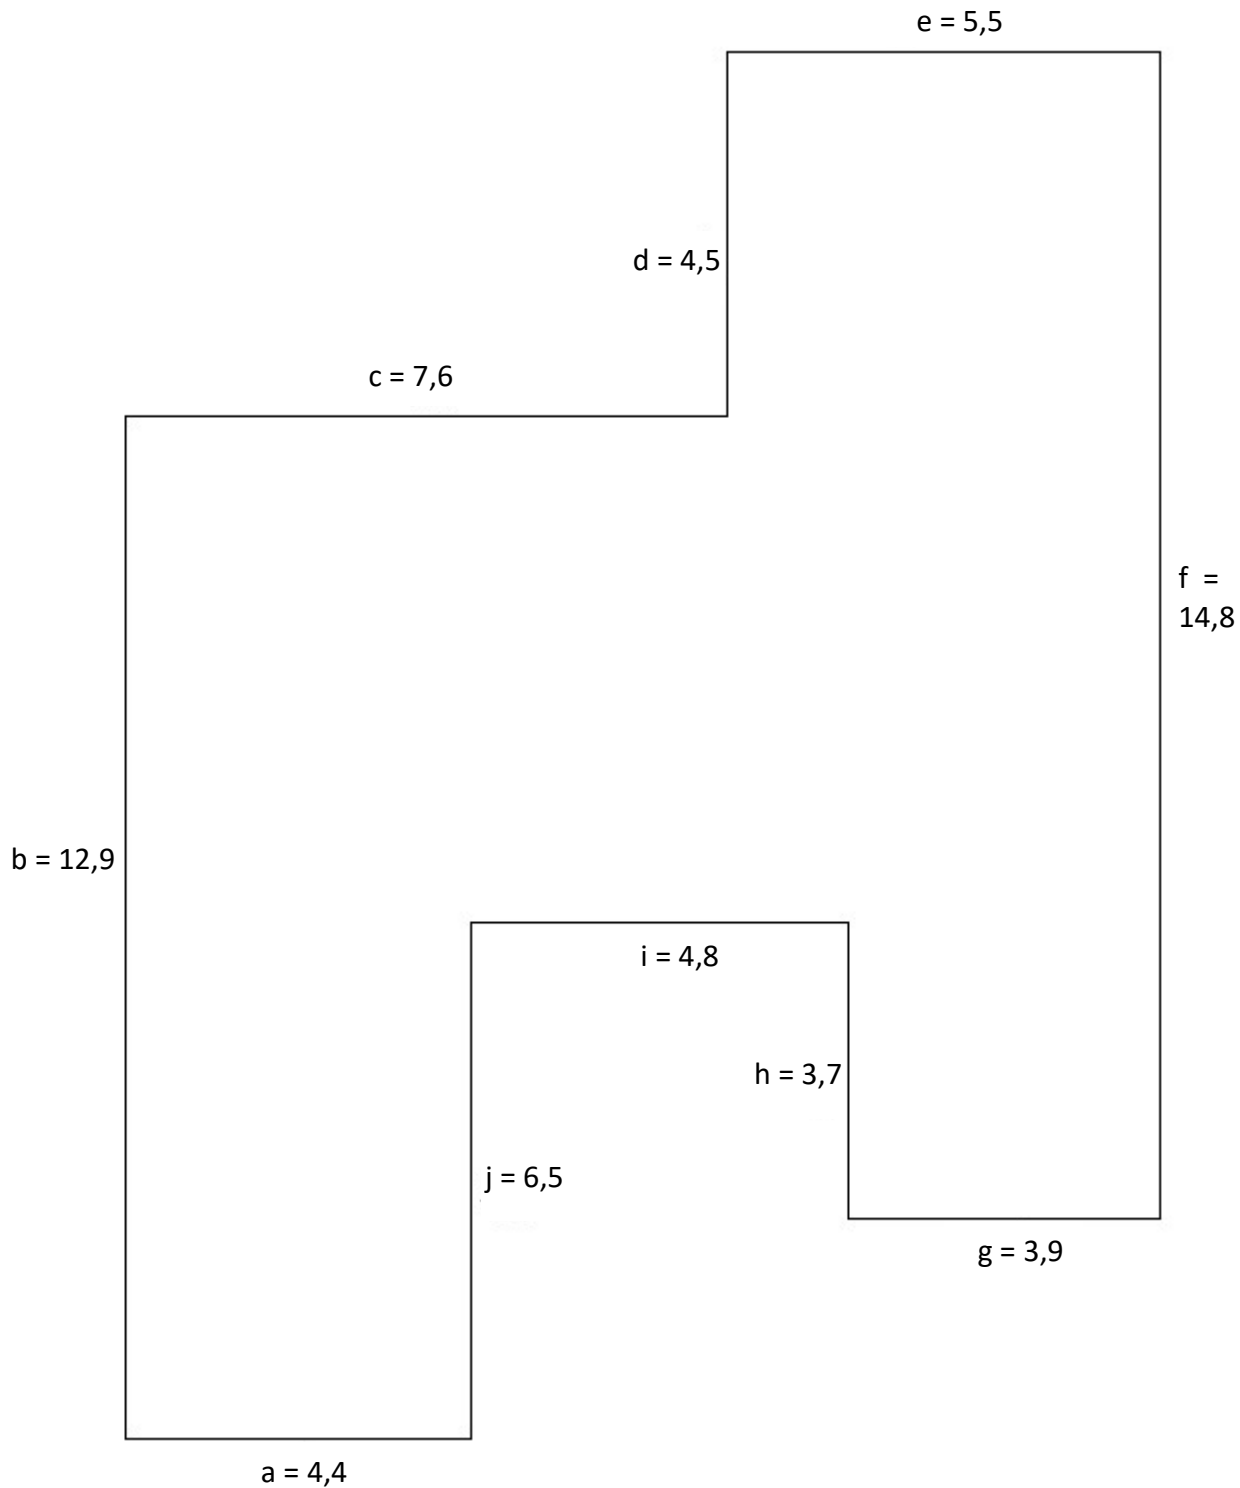 e = 5,5
d = 4,5
c = 7,6
f  =
14,8
b = 12,9
i = 4,8
h = 3,7
j = 6,5
g = 3,9
a = 4,4